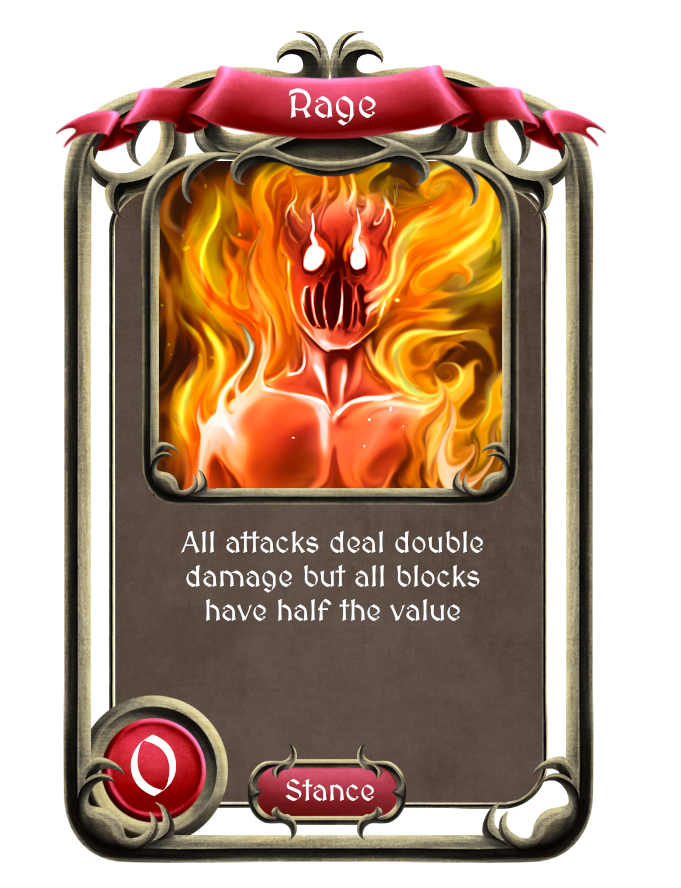 Rage
All attacks deal double
damage but all blocks
have half the value
0
Stance